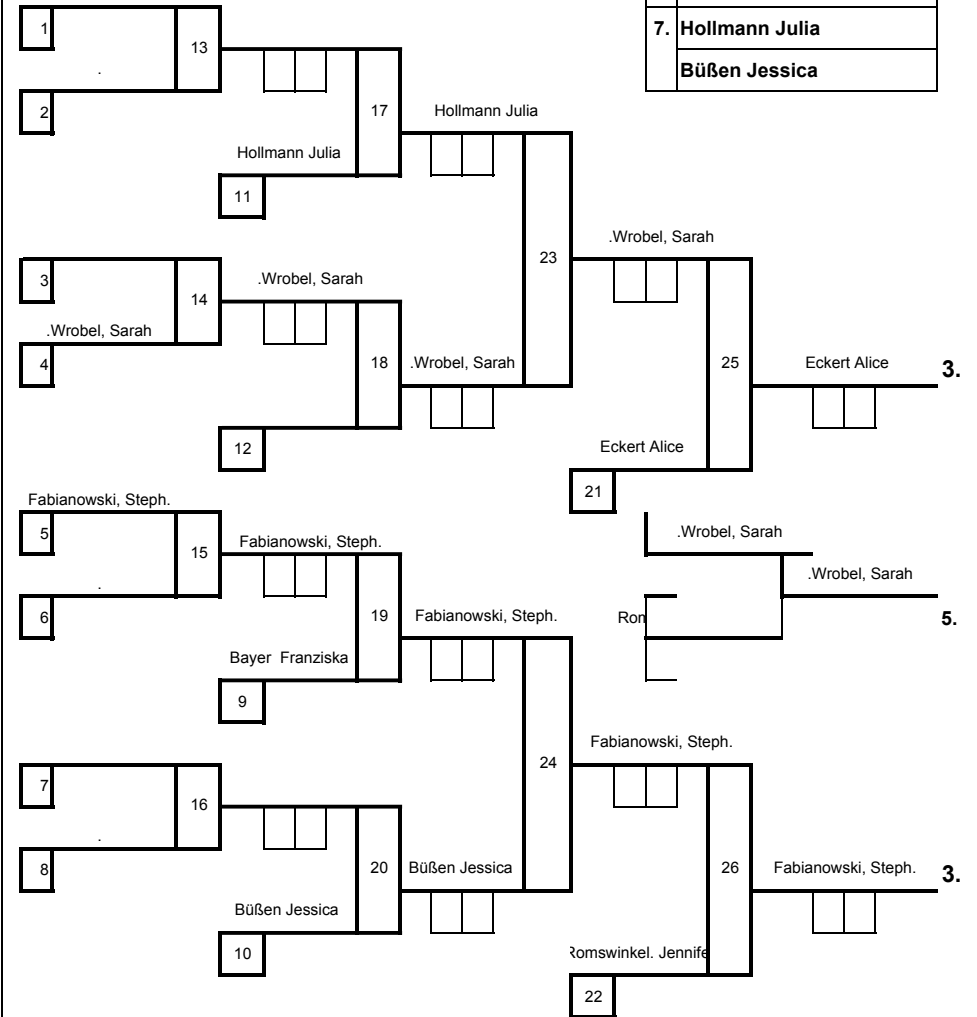 1
13
.
7. Hollmann Julia
Büßen Jessica
2
17
Hollmann Julia
Hollmann Julia
11
.Wrobel, Sarah
23
3
14
.Wrobel, Sarah
.Wrobel, Sarah
4
18
.Wrobel, Sarah
25
Eckert Alice
3.
12
Eckert Alice
21
Fabianowski, Steph.
5
15
Fabianowski, Steph.
.Wrobel, Sarah
.Wrobel, Sarah
.
6
19
Fabianowski, Steph.
Rom
5.
Bayer Franziska
9
Fabianowski, Steph.
24
7
16
.
8
20
Büßen Jessica
26
Fabianowski, Steph.
3.
Büßen Jessica
10
Romswinkel. Jennife
22